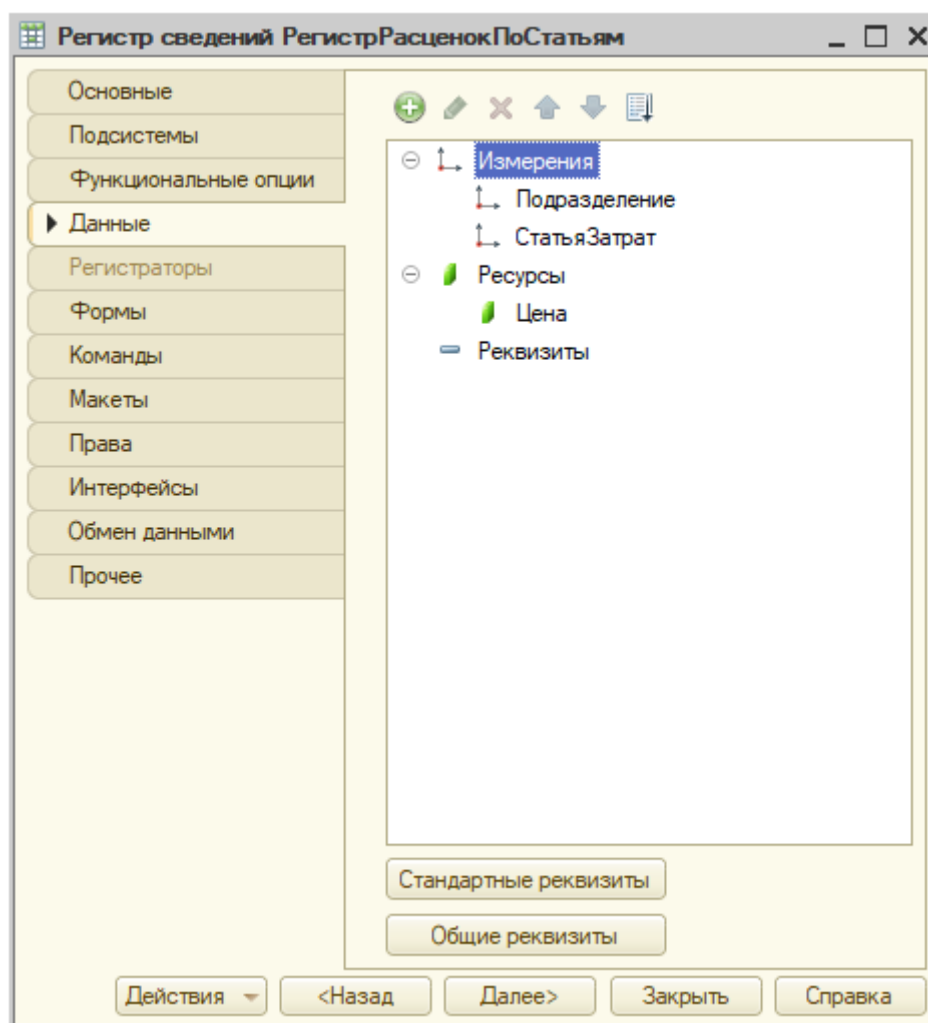 Регистр сведений РегистрРасценокПоСтатьям
Основные
Подсистемы
Функциональные опции
Данные
Регистраторы
Формы
Команды
Макеты
Права
Интерфейсы
Обмен данными
Прочее
Измерения
Подразделение
СтатьяЗатрат
Ресурсы
Цена
Реквизиты
Стандартные реквизиты
Общие реквизиты
Действия <Назад Далее> Закрыть Справка